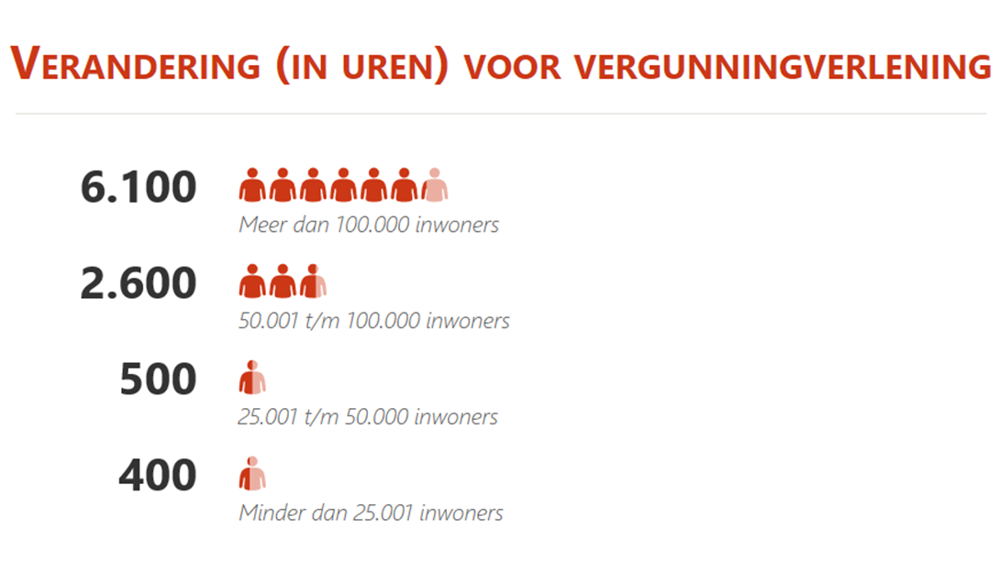 Verandering (in uren) voor vergunningverlening
6.100
Meer dan 100.000 inwoners
2.600
50.001 t/m 100.000 inwoners
500
25.001 t/m 50.000 inwoners
400
Minder dan 25.001 inwoners